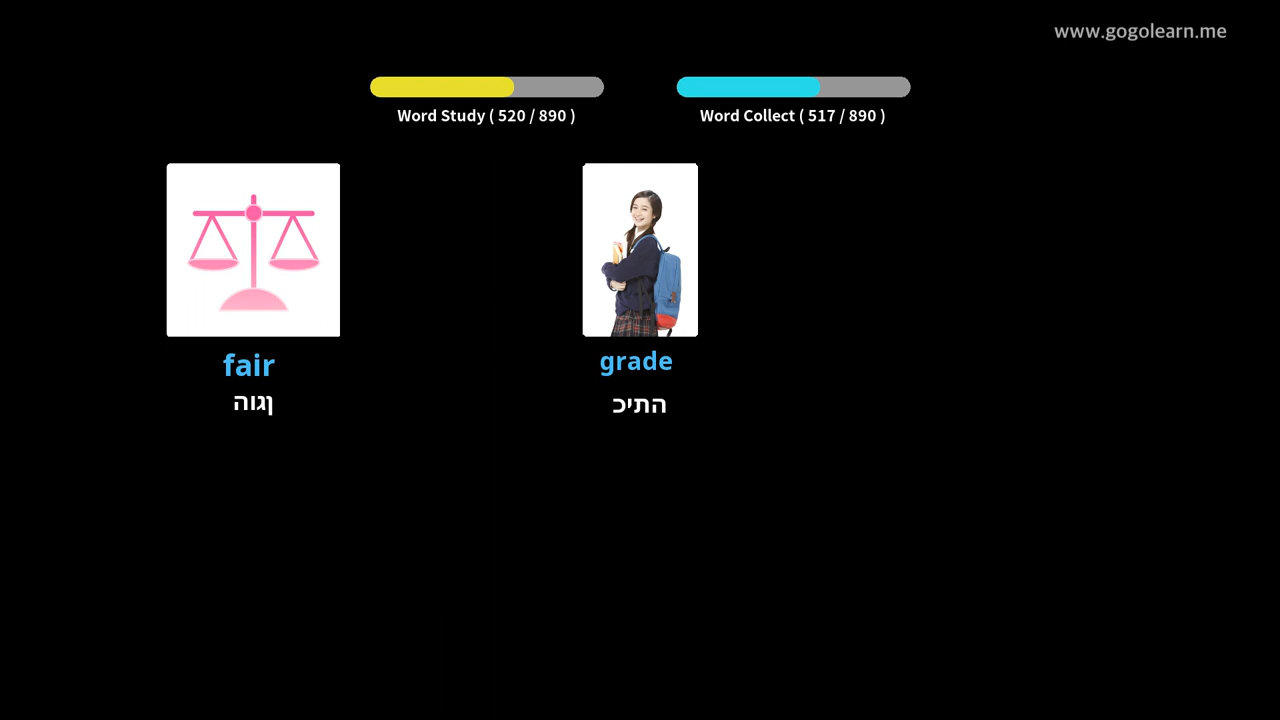 www.gogolearn.me
Word Study ( 520 / 890 )
Word Collect ( 517 / 890 )
fair
הוגן
grade
כיתה